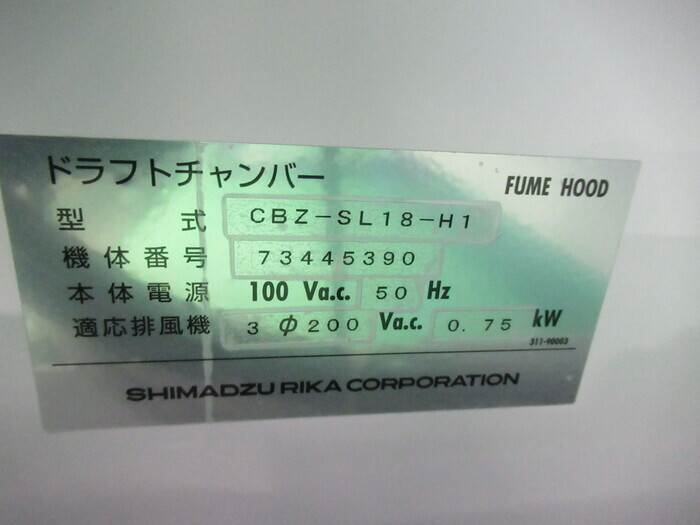 ドラフトチャンバー FUME HOOD
型 式 CBZ-SL18-H1
機体番号 73445390
本体電源 100 Va.c. 50 Hz
適応排風機 3 Φ 200 Va.c. 0.75 kW
311-90003
SHIMADZU RIKA CORPORATION